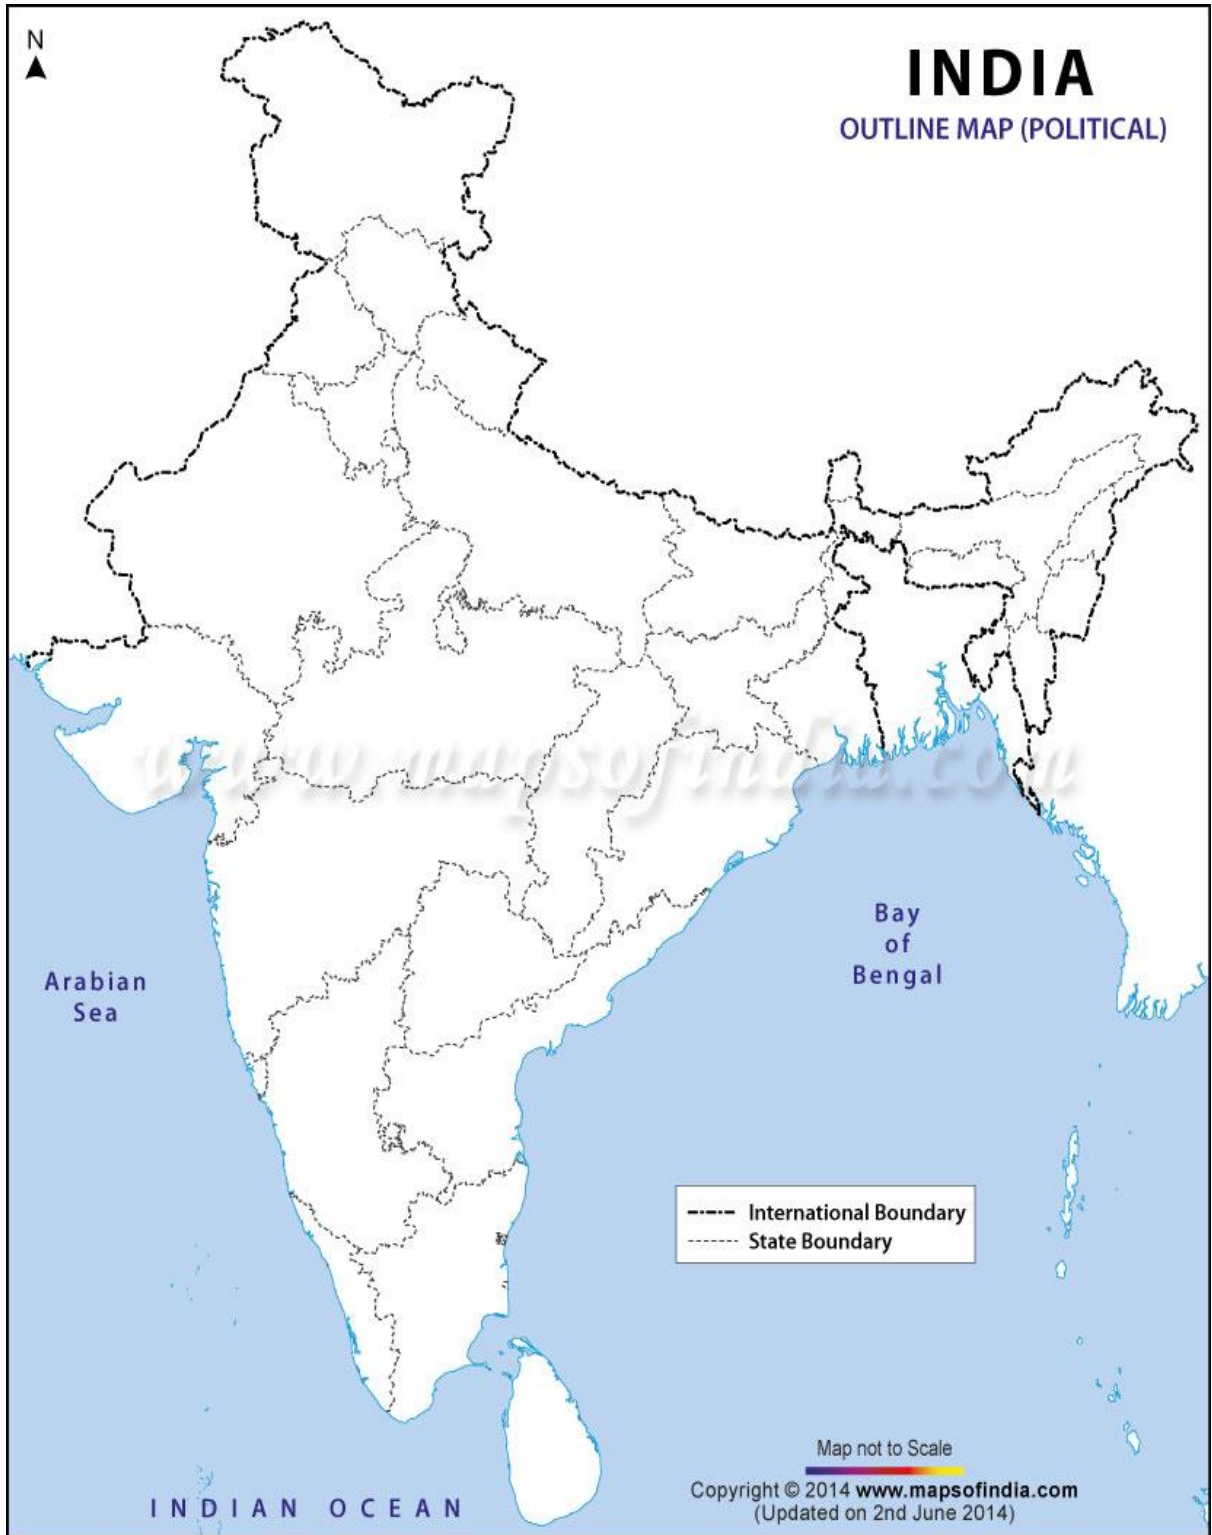 N
INDIA
OUTLINE MAP (POLITICAL)
www.mapsofindia.com
Bay
of
Bengal
Arabian
Sea
International Boundary
State Boundary
Map not to Scale
Copyright © 2014 www.mapsofindia.com
(Updated on 2nd June 2014)
INDIAN OCEAN